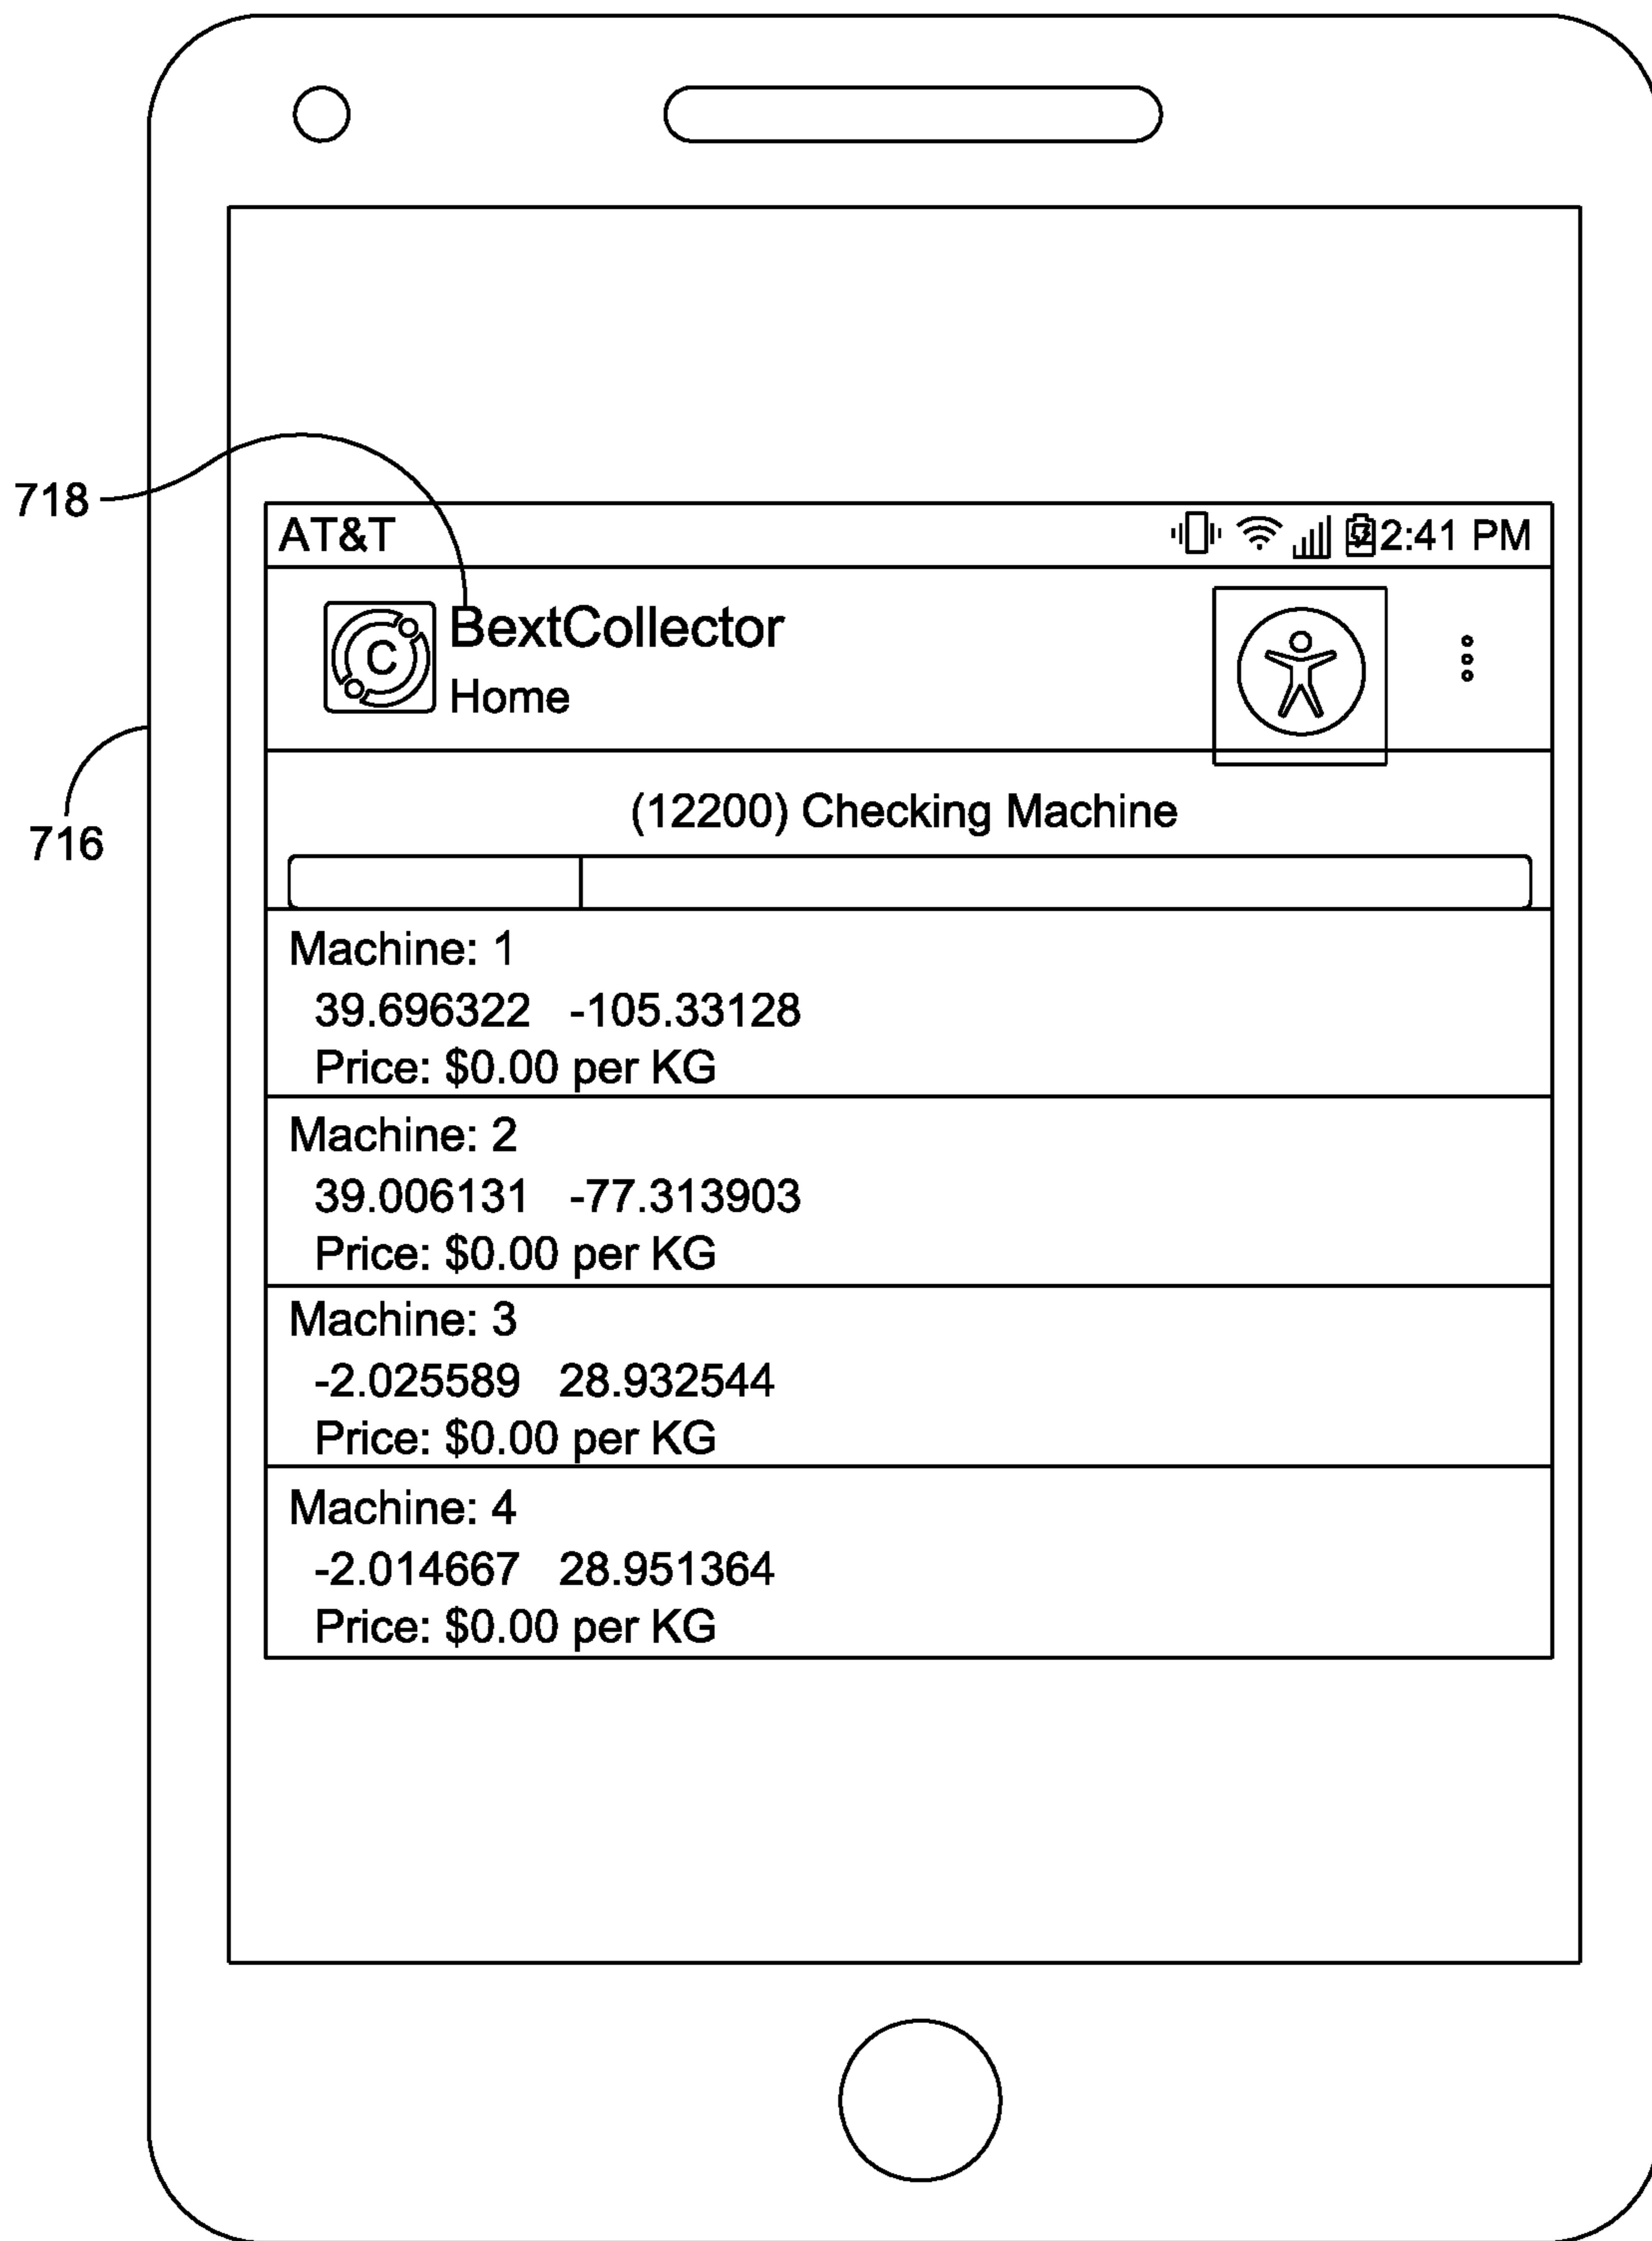 718
716
AT&T 2:41 PM
C
BextCollector
Home
(12200) Checking Machine
Machine: 1
39.696322 -105.33128
Price: $0.00 per KG
Machine: 2
39.006131 -77.313903
Price: $0.00 per KG
Machine: 3
-2.025589 28.932544
Price: $0.00 per KG
Machine: 4
-2.014667 28.951364
Price: $0.00 per KG